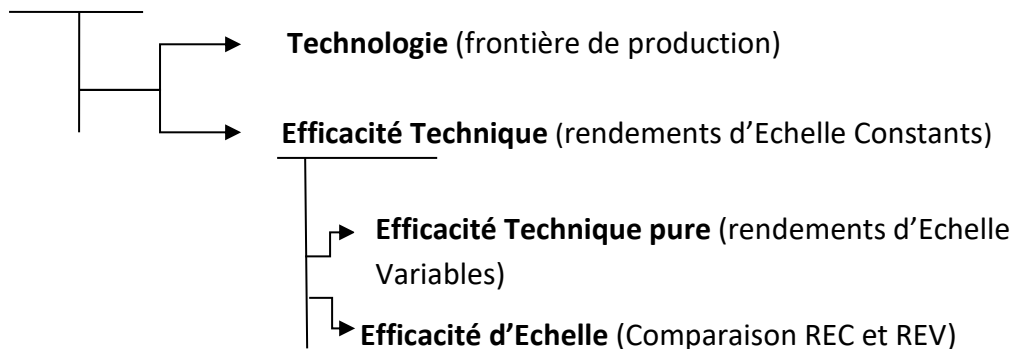 Technologie (frontière de production)
Efficacité Technique (rendements d’Echelle Constants)
Efficacité Technique pure (rendements d’Echelle
Variables)
Efficacité d’Echelle (Comparaison REC et REV)